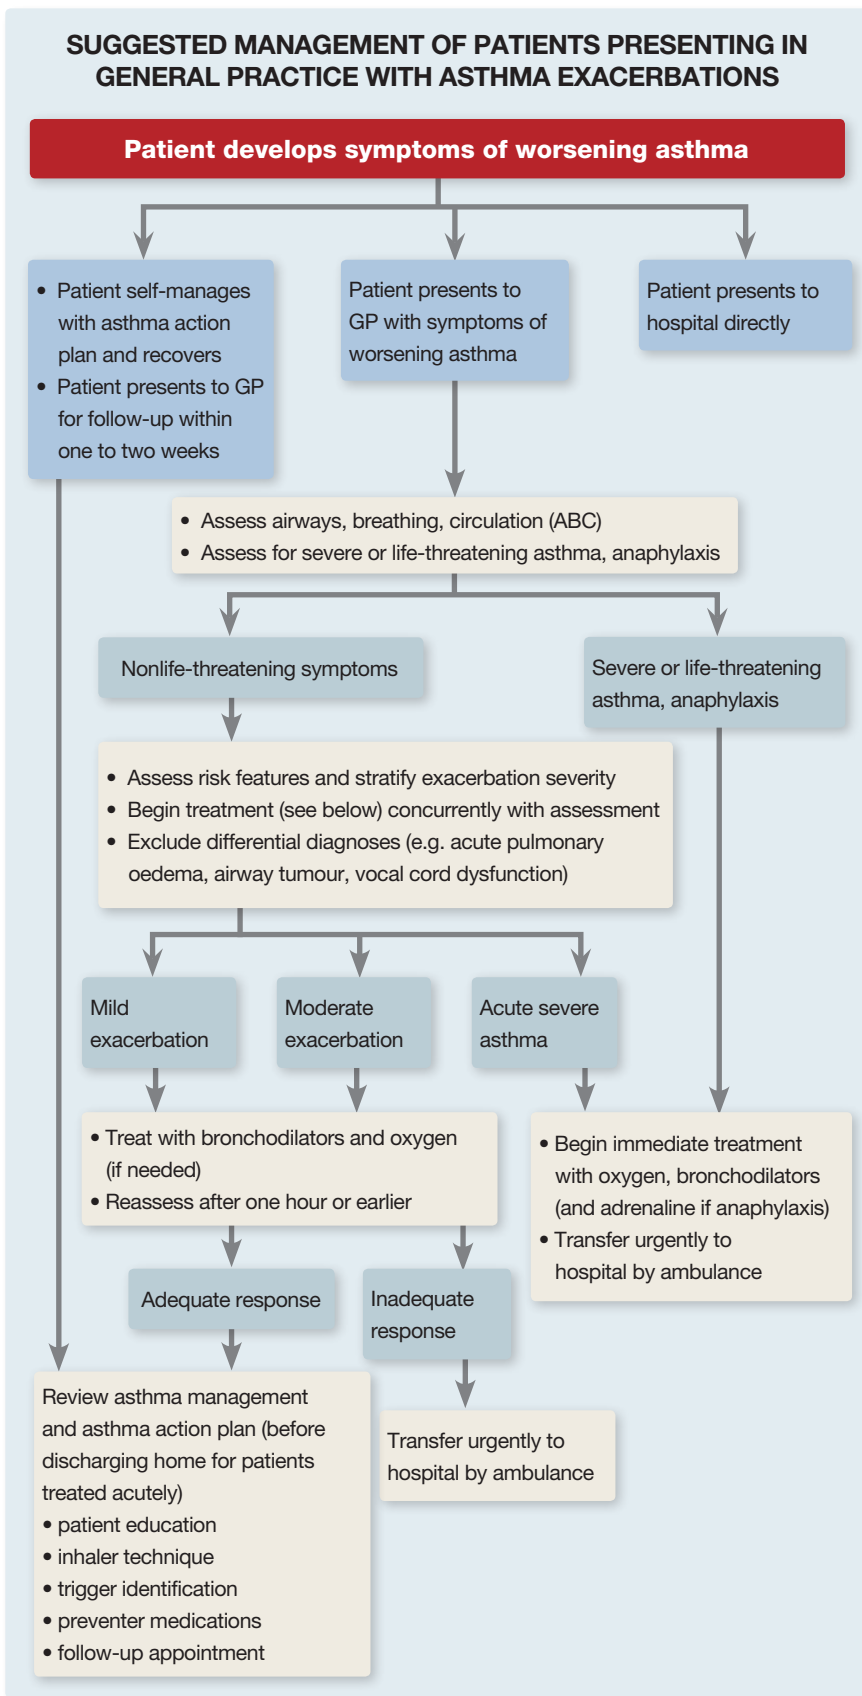 SUGGESTED MANAGEMENT OF PATIENTS PRESENTING IN
GENERAL PRACTICE WITH ASTHMA EXACERBATIONS
Patient develops symptoms of worsening asthma
• Patient self-manages
with asthma action
plan and recovers
• Patient presents to GP
for follow-up within
one to two weeks
Patient presents to
GP with symptoms of
worsening asthma
Patient presents to
hospital directly
• Assess airways, breathing, circulation (ABC)
• Assess for severe or life-threatening asthma, anaphylaxis
Nonlife-threatening symptoms
Severe or life-threatening
asthma, anaphylaxis
• Assess risk features and stratify exacerbation severity
• Begin treatment (see below) concurrently with assessment
• Exclude differential diagnoses (e.g. acute pulmonary
oedema, airway tumour, vocal cord dysfunction)
Mild
exacerbation
Moderate
exacerbation
Acute severe
asthma
• Treat with bronchodilators and oxygen
(if needed)
• Reassess after one hour or earlier
• Begin immediate treatment
with oxygen, bronchodilators
(and adrenaline if anaphylaxis)
• Transfer urgently to
hospital by ambulance
Adequate response
Inadequate
response
Review asthma management
and asthma action plan (before
discharging home for patients
treated acutely)
• patient education
• inhaler technique
• trigger identification
• preventer medications
• follow-up appointment
Transfer urgently to
hospital by ambulance